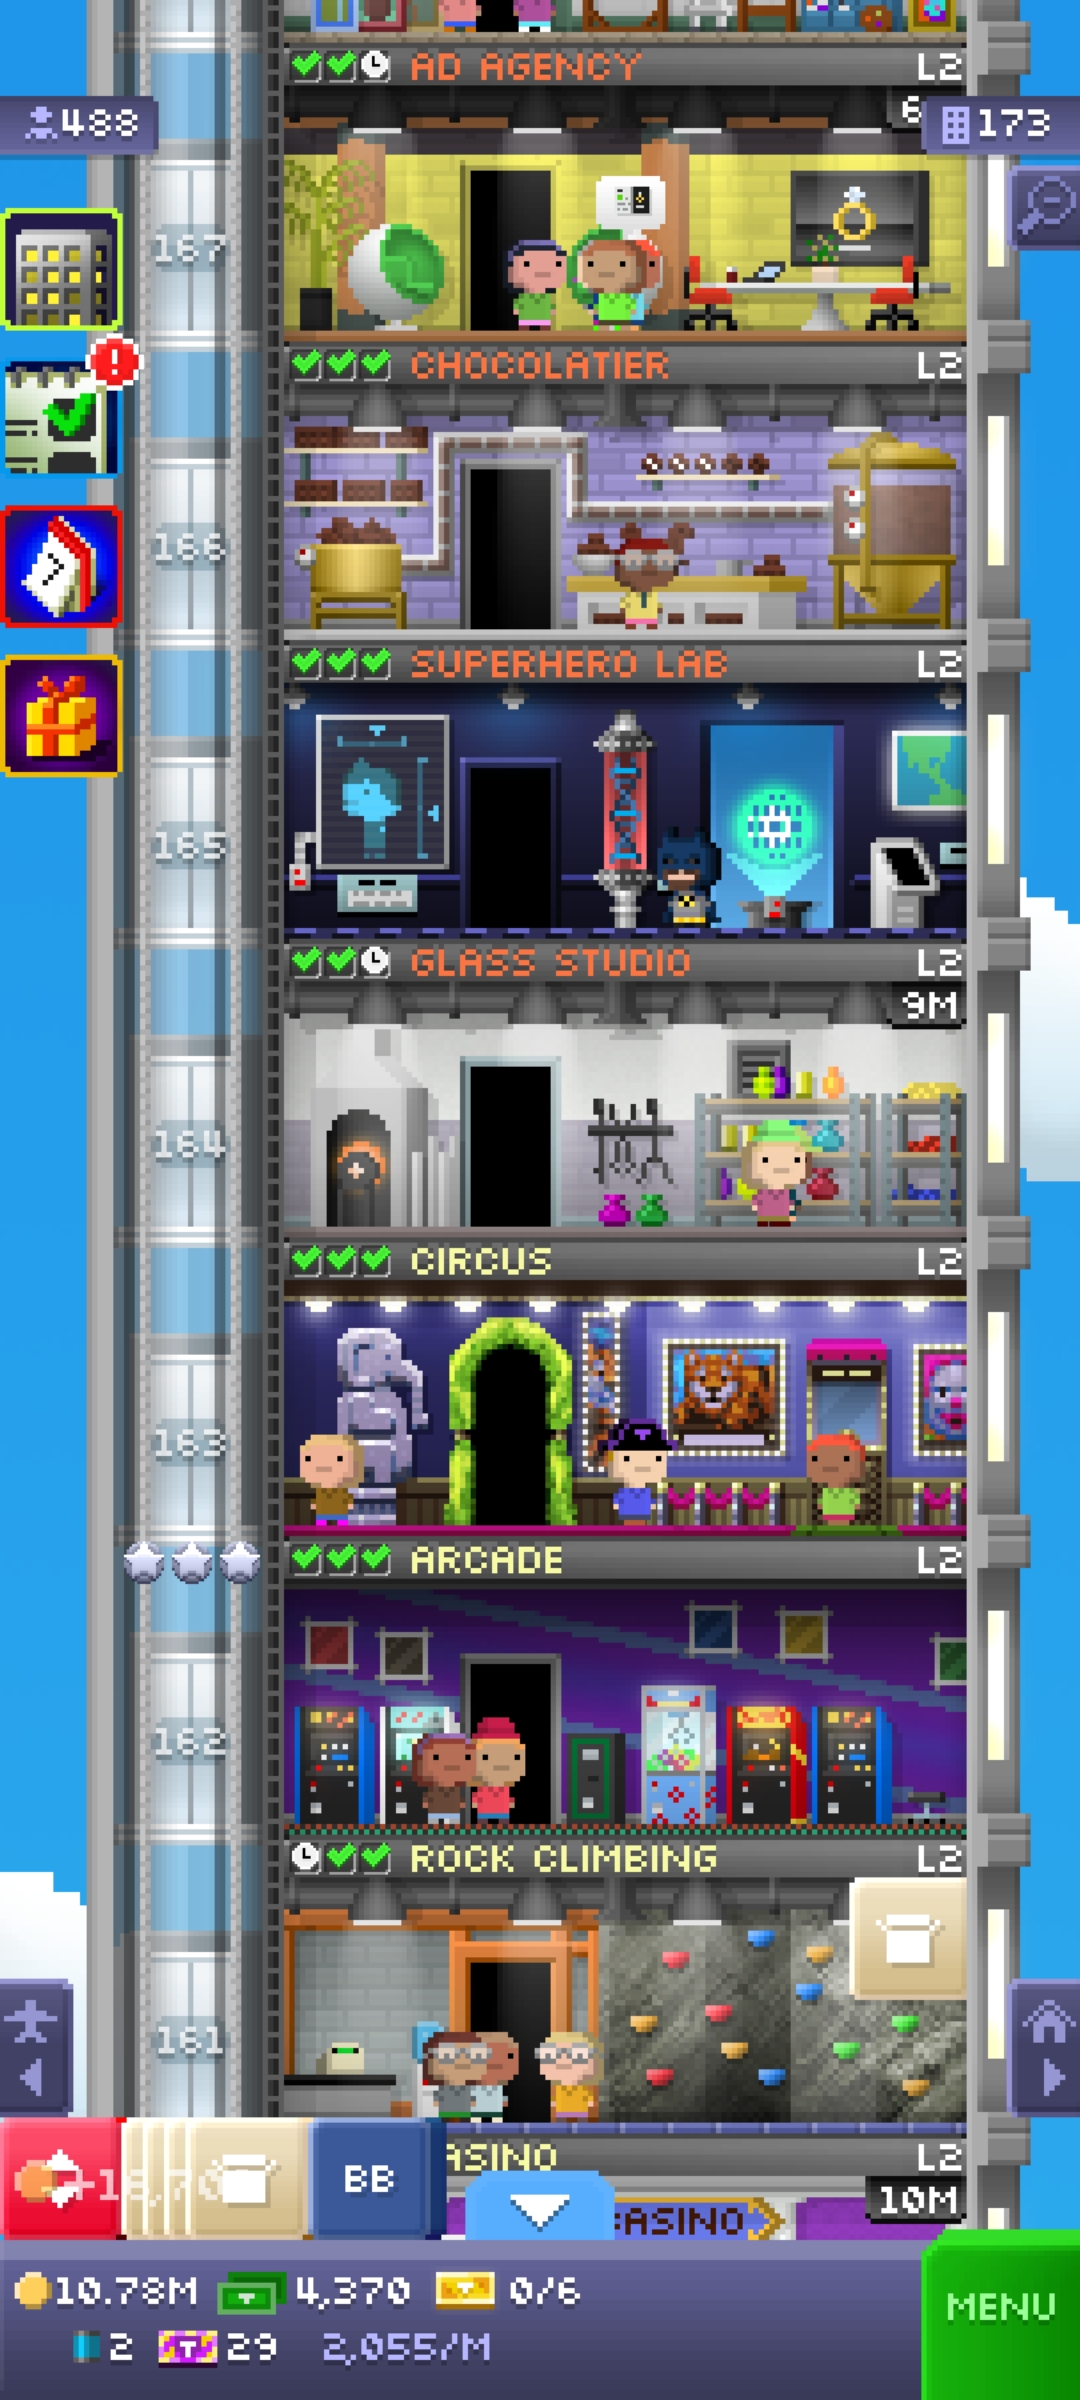 AD AGENCY L2
488
6
173
167
CHOCOLATIER L2
166
SUPERHERO LAB L2
165
GLASS STUDIO L2
9M
164
CIRCUS L2
163
ARCADE L2
162
ROCK CLIMBING L2
161
ASINO L2
10M
BB
ASINO
10.78M 4,370 0/6
2 29 2,055/M
MENU